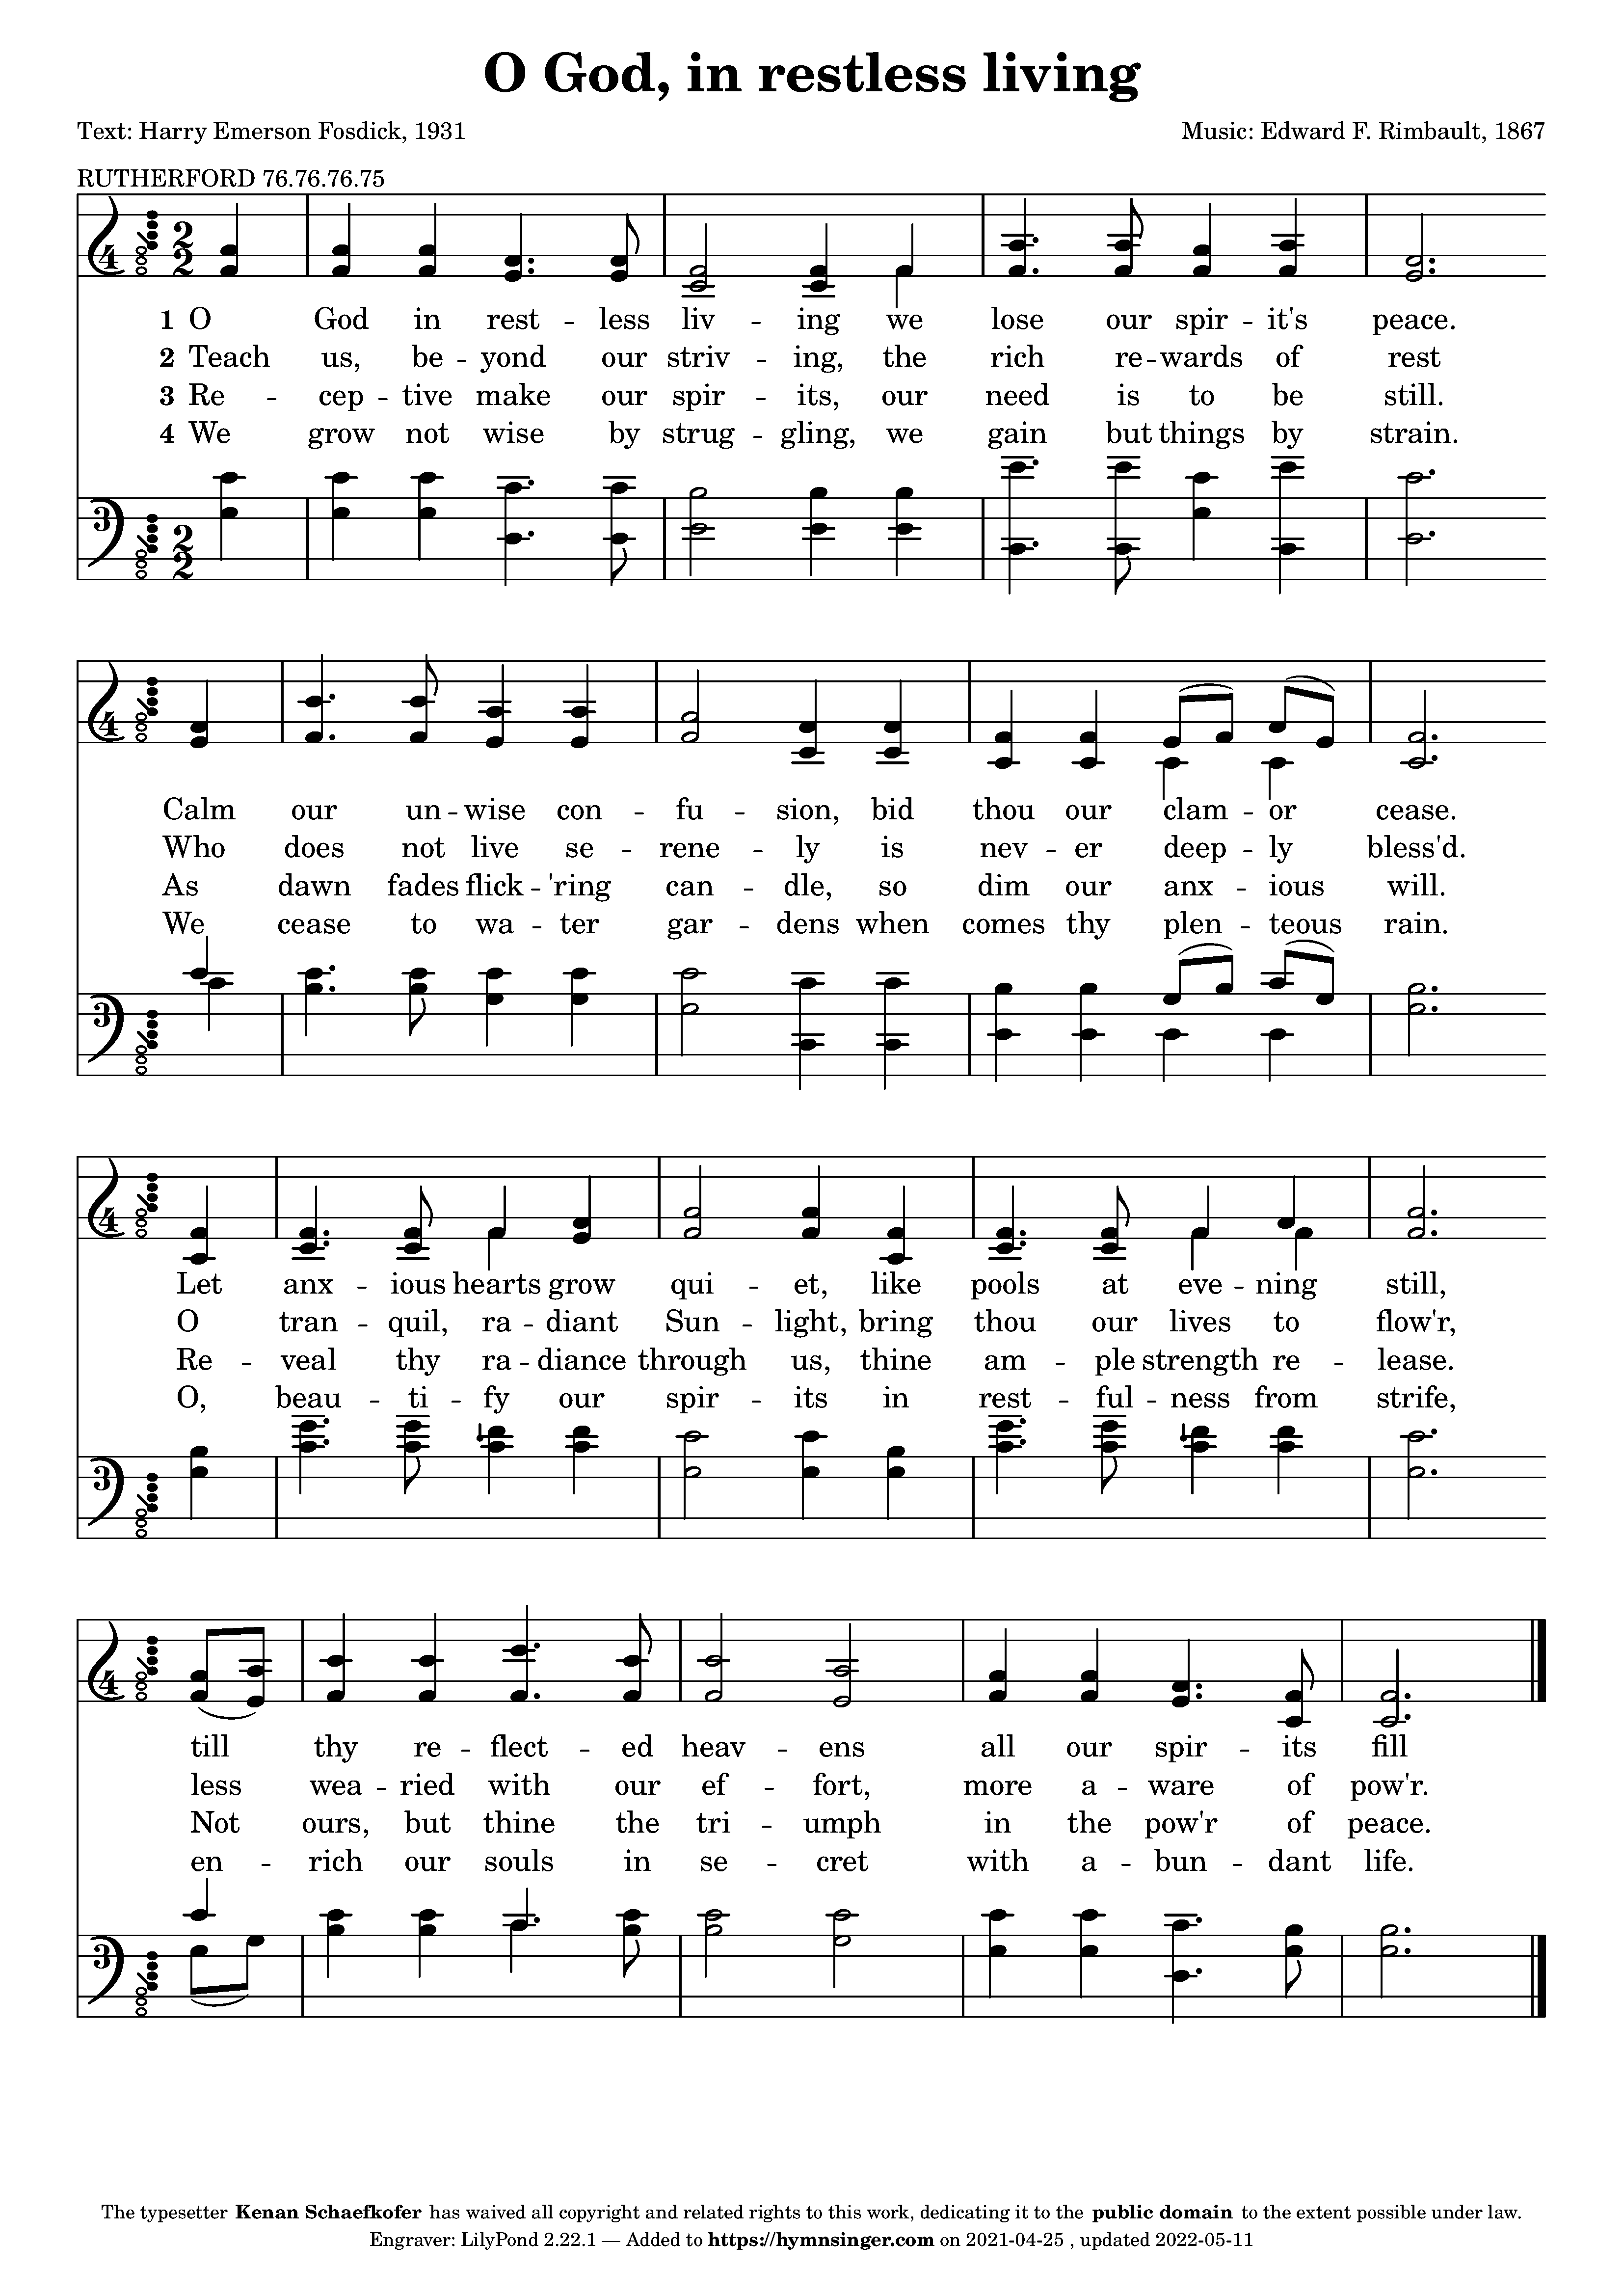 O God, in restless living
Text: Harry Emerson Fosdick, 1931
Music: Edward F. Rimbault, 1867
RUTHERFORD 76.76.76.75
4 2 2
1 O God in rest - less liv - ing we lose our spir - it's peace.
2 Teach us, be - yond our striv - ing, the rich re - wards of rest
3 Re - cep - tive make our spir - its, our need is to be still.
4 We grow not wise by strug - gling, we gain but things by strain.
3 2 2
4
Calm our un - wise con - fu - sion, bid thou our clam - or cease.
Who does not live se - rene - ly is nev - er deep - ly bless'd.
As dawn fades flick - 'ring can - dle, so dim our anx - ious will.
We cease to wa - ter gar - dens when comes thy plen - teous rain.
3
4
Let anx - ious hearts grow qui - et, like pools at eve - ning still,
O tran - quil, ra - diant Sun - light, bring thou our lives to flow'r,
Re - veal thy ra - diance through us, thine am - ple strength re - lease.
O, beau - ti - fy our spir - its in rest - ful - ness from strife,
3
4
till thy re - flect - ed heav - ens all our spir - its fill
less wea - ried with our ef - fort, more a - ware of pow'r.
Not ours, but thine the tri - umph in the pow'r of peace.
en - rich our souls in se - cret with a - bun - dant life.
3
The typesetter Kenan Schaefkofer has waived all copyright and related rights to this work, dedicating it to the public domain to the extent possible under law.
Engraver: LilyPond 2.22.1 — Added to https://hymnsinger.com on 2021-04-25 , updated 2022-05-11